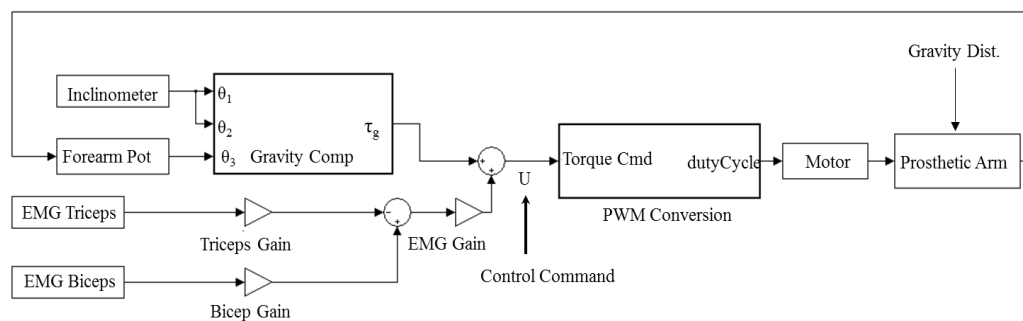 Gravity Dist.
Inclinometer
θ1
θ2
θ3
τg
Gravity Comp
Forearm Pot
+
+
U
Control Command
Torque Cmd
dutyCycle
PWM Conversion
Motor
Prosthetic Arm
EMG Triceps
Triceps Gain
-
+
EMG Gain
EMG Biceps
Bicep Gain